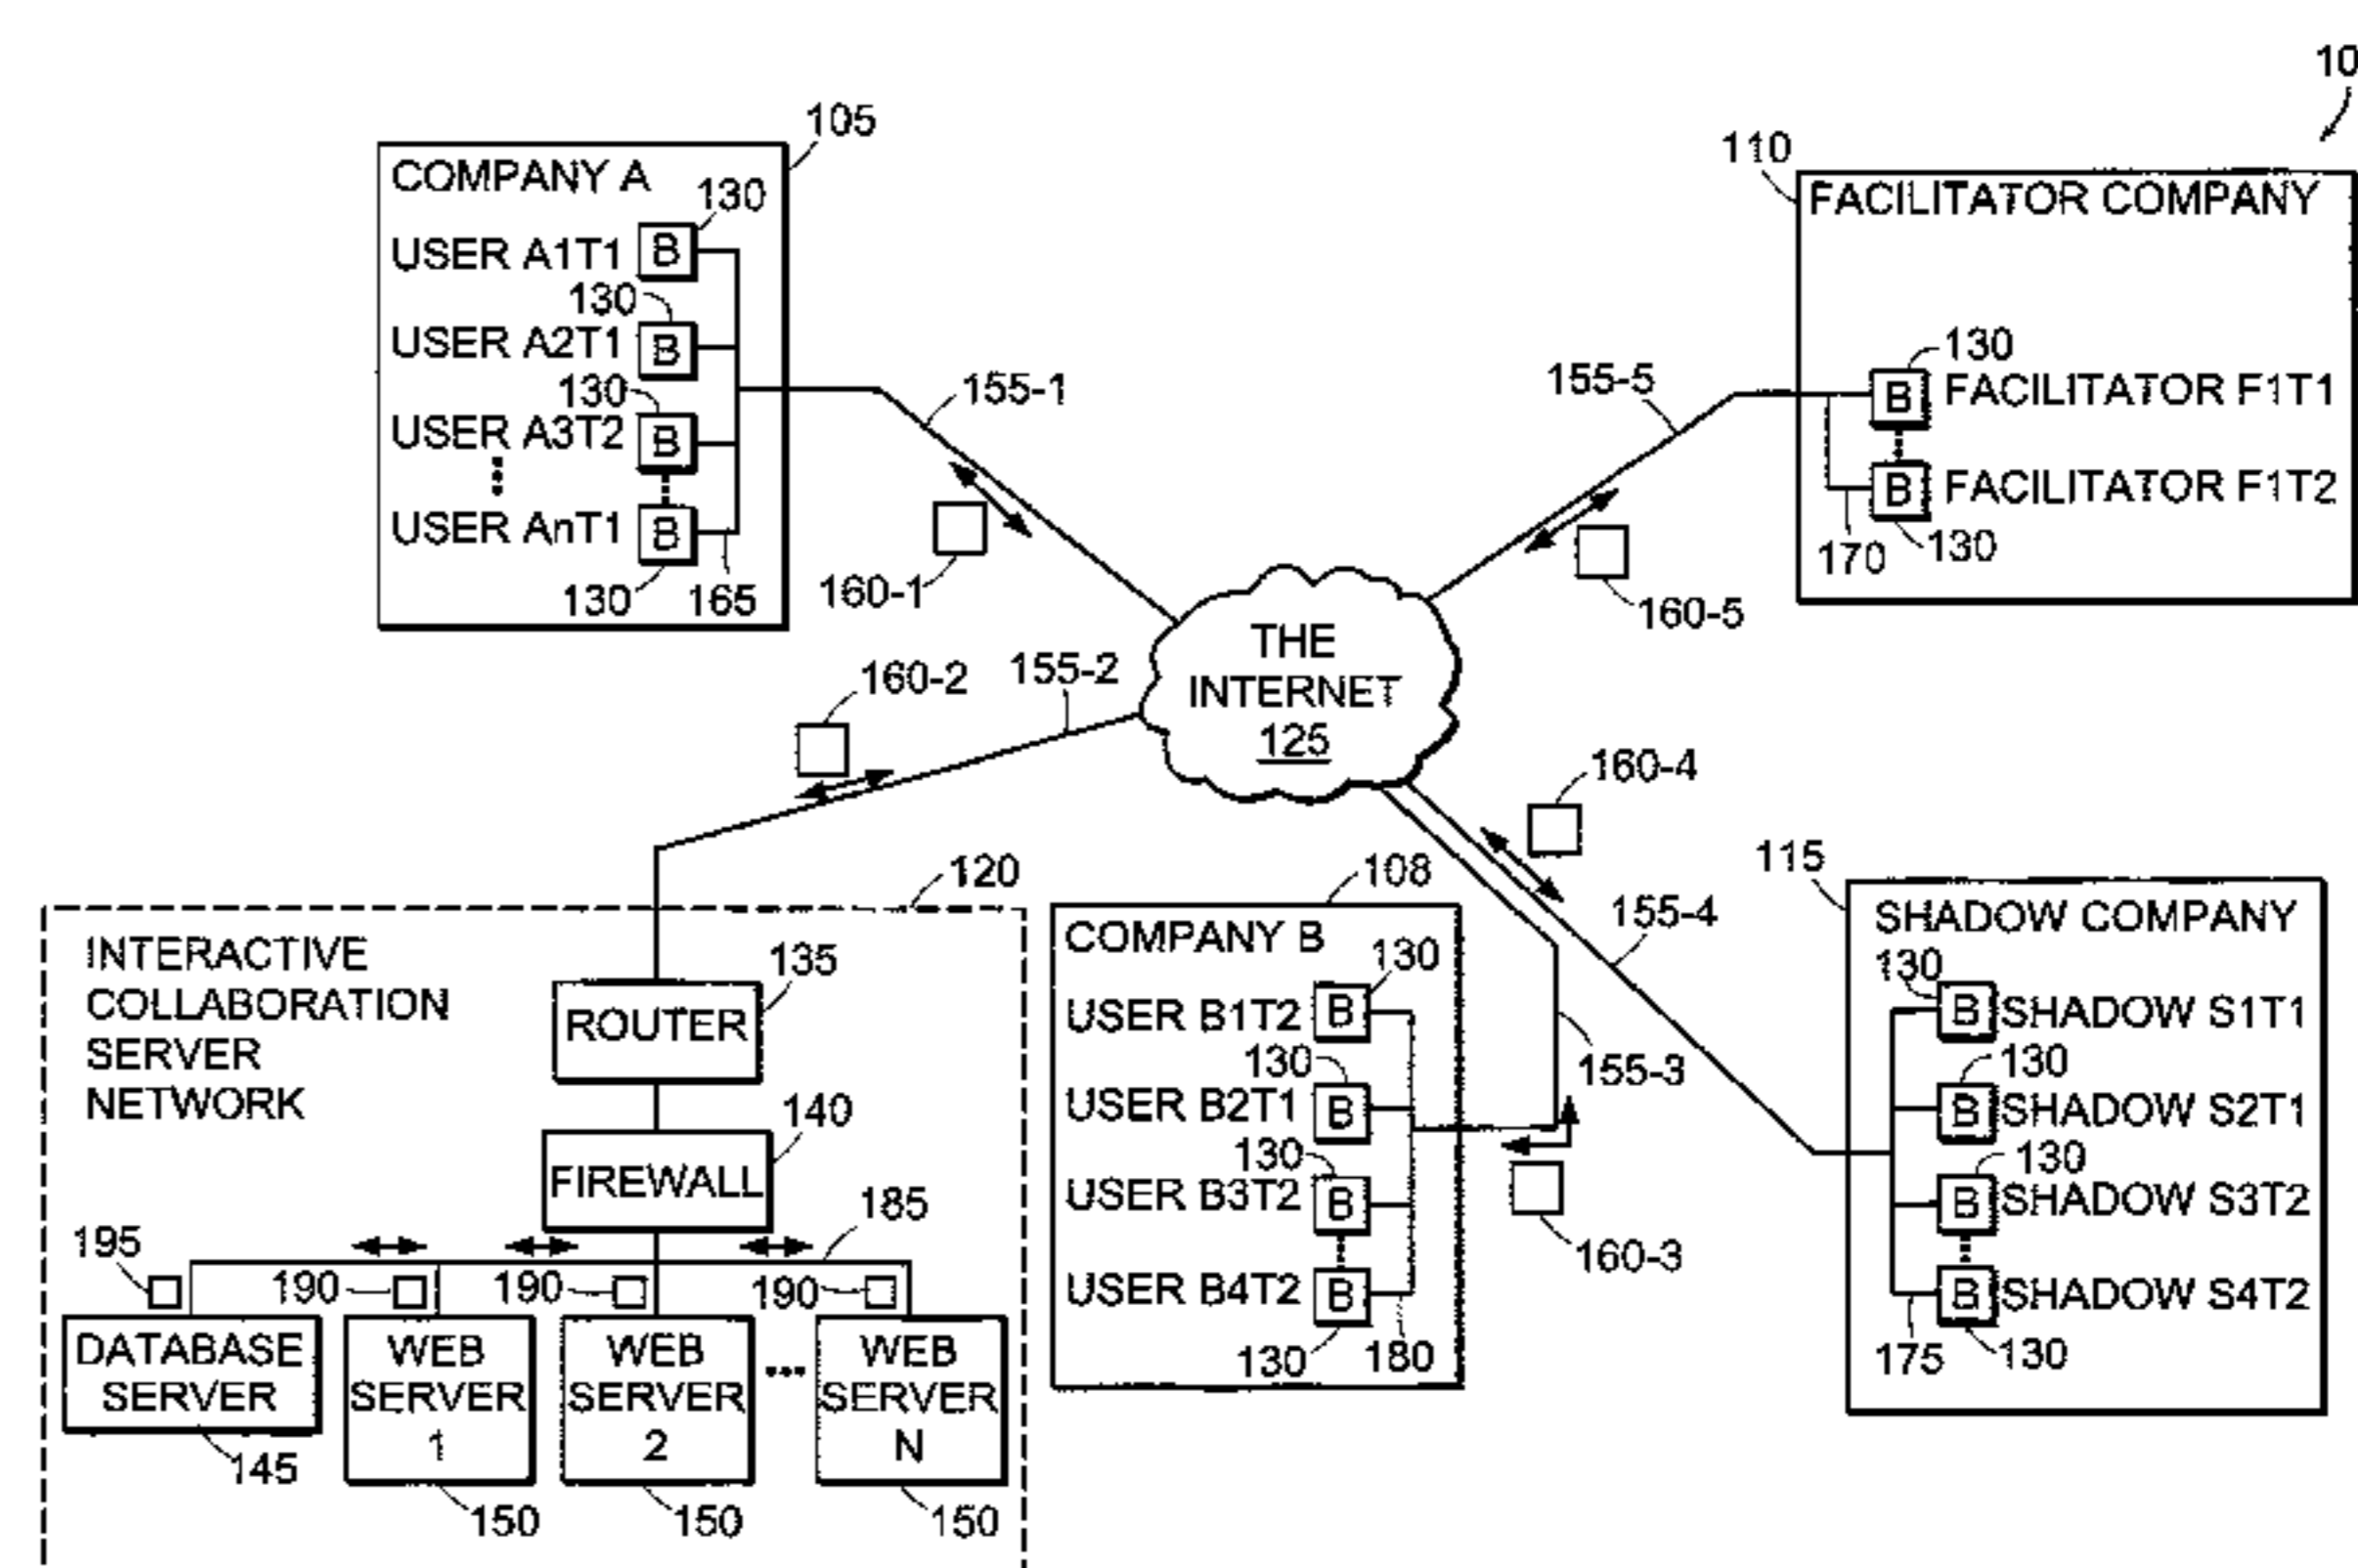 10
105
COMPANY A
130
USER A1T1 B
130
USER A2T1 B
130
USER A3T2 B
USER AnT1 B
130
165
155-1
160-1
110
FACILITATOR COMPANY
130
B FACILITATOR F1T1
B FACILITATOR F1T2
170
130
155-5
160-5
THE
INTERNET
125
160-2
155-2
160-4
155-4
120
INTERACTIVE
COLLABORATION
SERVER
NETWORK
135
ROUTER
140
FIREWALL
185
195
190
190
190
DATABASE
SERVER
145
WEB
SERVER
1
150
WEB
SERVER
2
150
WEB
SERVER
N
150
108
COMPANY B
130
USER B1T2 B
130
USER B2T1 B
130
USER B3T2 B
USER B4T2 B
130
180
155-3
160-3
115
SHADOW COMPANY
130
B SHADOW S1T1
130
B SHADOW S2T1
130
B SHADOW S3T2
B SHADOW S4T2
175
130